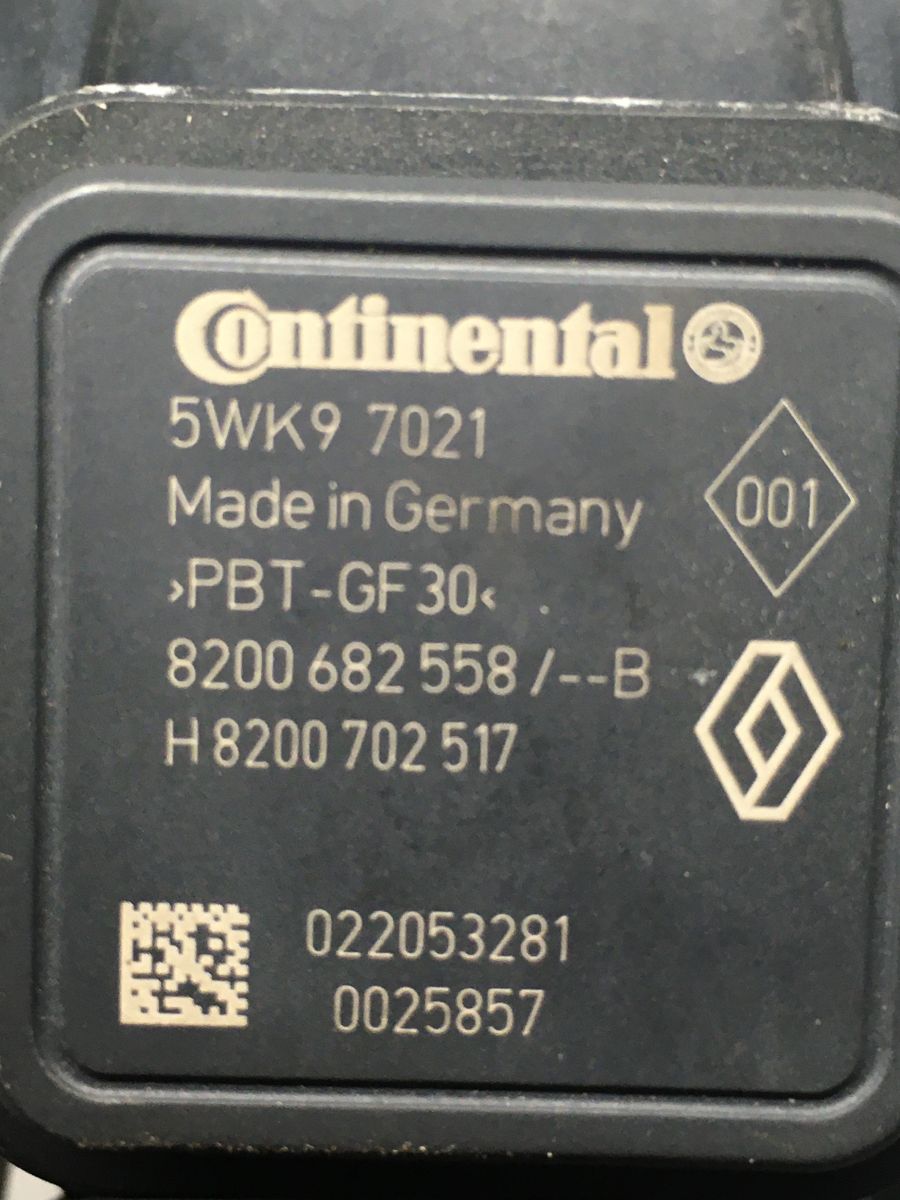 Continental
5WK9 7021
Made in Germany
001
›PBT-GF30‹
8200 682 558 /--B
H 8200 702 517
022053281
0025857